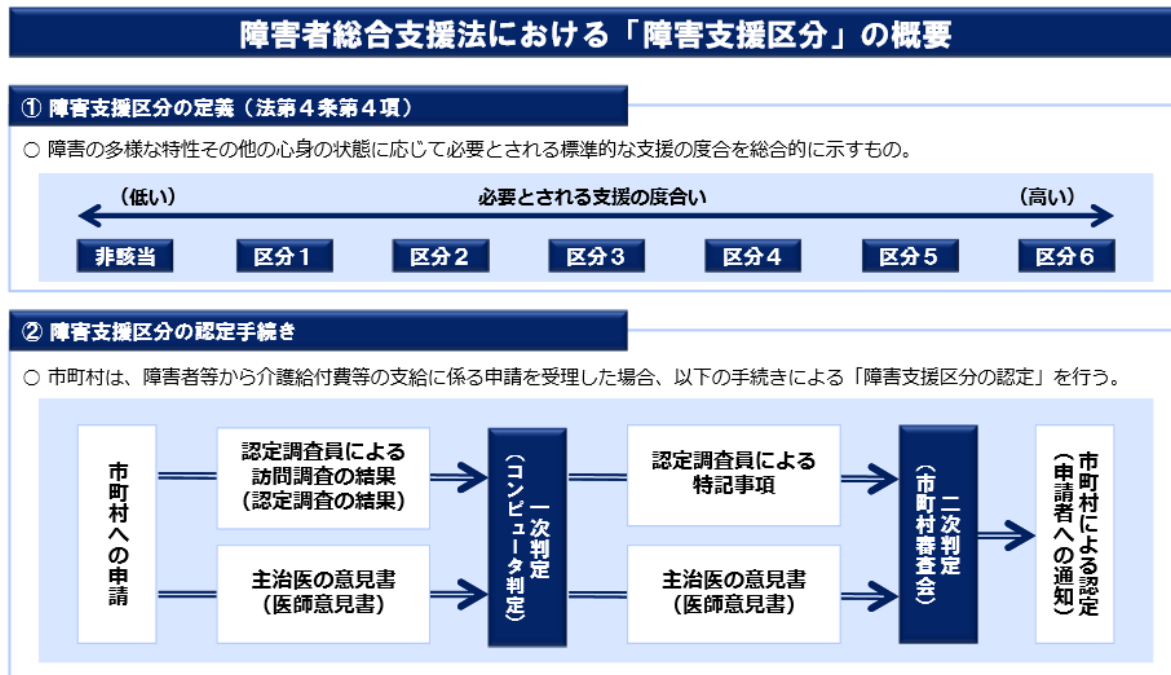 障害者総合支援法における「障害支援区分」の概要
① 障害支援区分の定義（法第４条第４項）
○ 障害の多様な特性その他の心身の状態に応じて必要とされる標準的な支援の度合を総合的に示すもの。
（低い）
必要とされる支援の度合い
（高い）
非該当
区分１
区分２
区分３
区分４
区分５
区分６
② 障害支援区分の認定手続き
○ 市町村は、障害者等から介護給付費等の支給に係る申請を受理した場合、以下の手続きによる「障害支援区分の認定」を行う。
市町村への申請
認定調査員による
訪問調査の結果
（認定調査の結果）
主治医の意見書
（医師意見書）
一次判定
（コンピュータ判定）
認定調査員による
特記事項
主治医の意見書
（医師意見書）
二次判定
（市町村審査会）
市町村による認定
（申請者への通知）